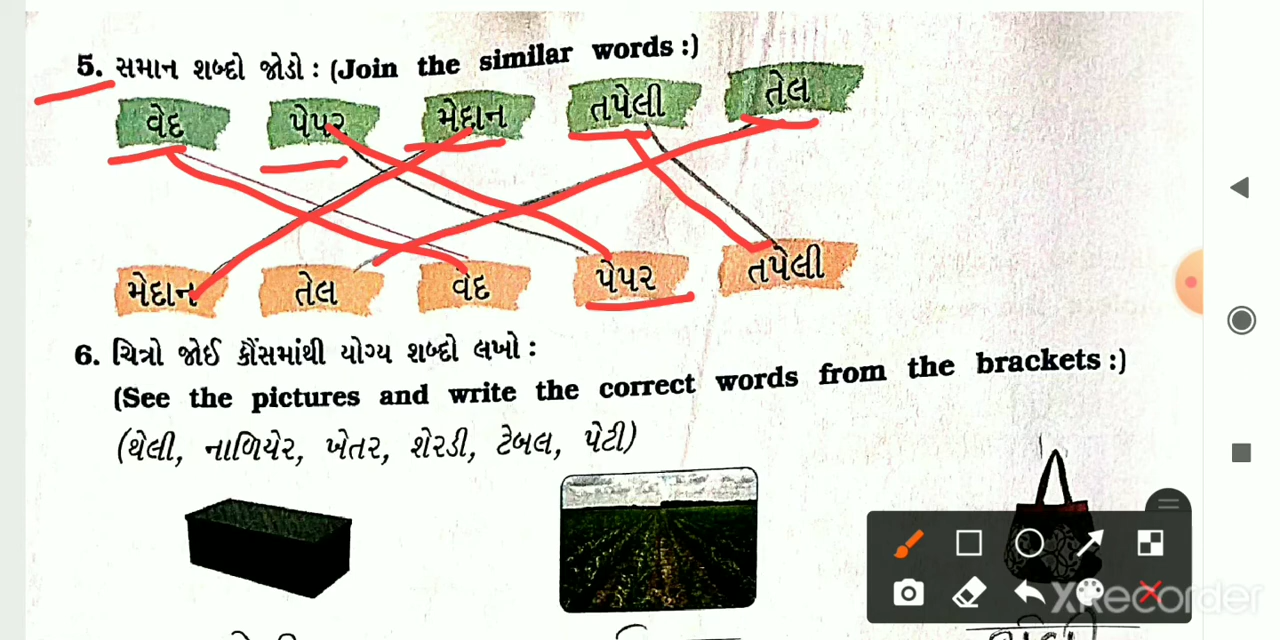 5. સમાન શબ્દો જોડો : (Join the similar words :)
વેદ પેપર મેદાન તપેલી તેલ
મેદાન તેલ વેદ પેપર તપેલી
6. ચિત્રો જોઈ કૌંસમાંથી યોગ્ય શબ્દો લખો :
(See the pictures and write the correct words from the brackets :)
(થેલી, નાળિયેર, ખેતર, શેરડી, ટેબલ, પેટી)
XRecorder